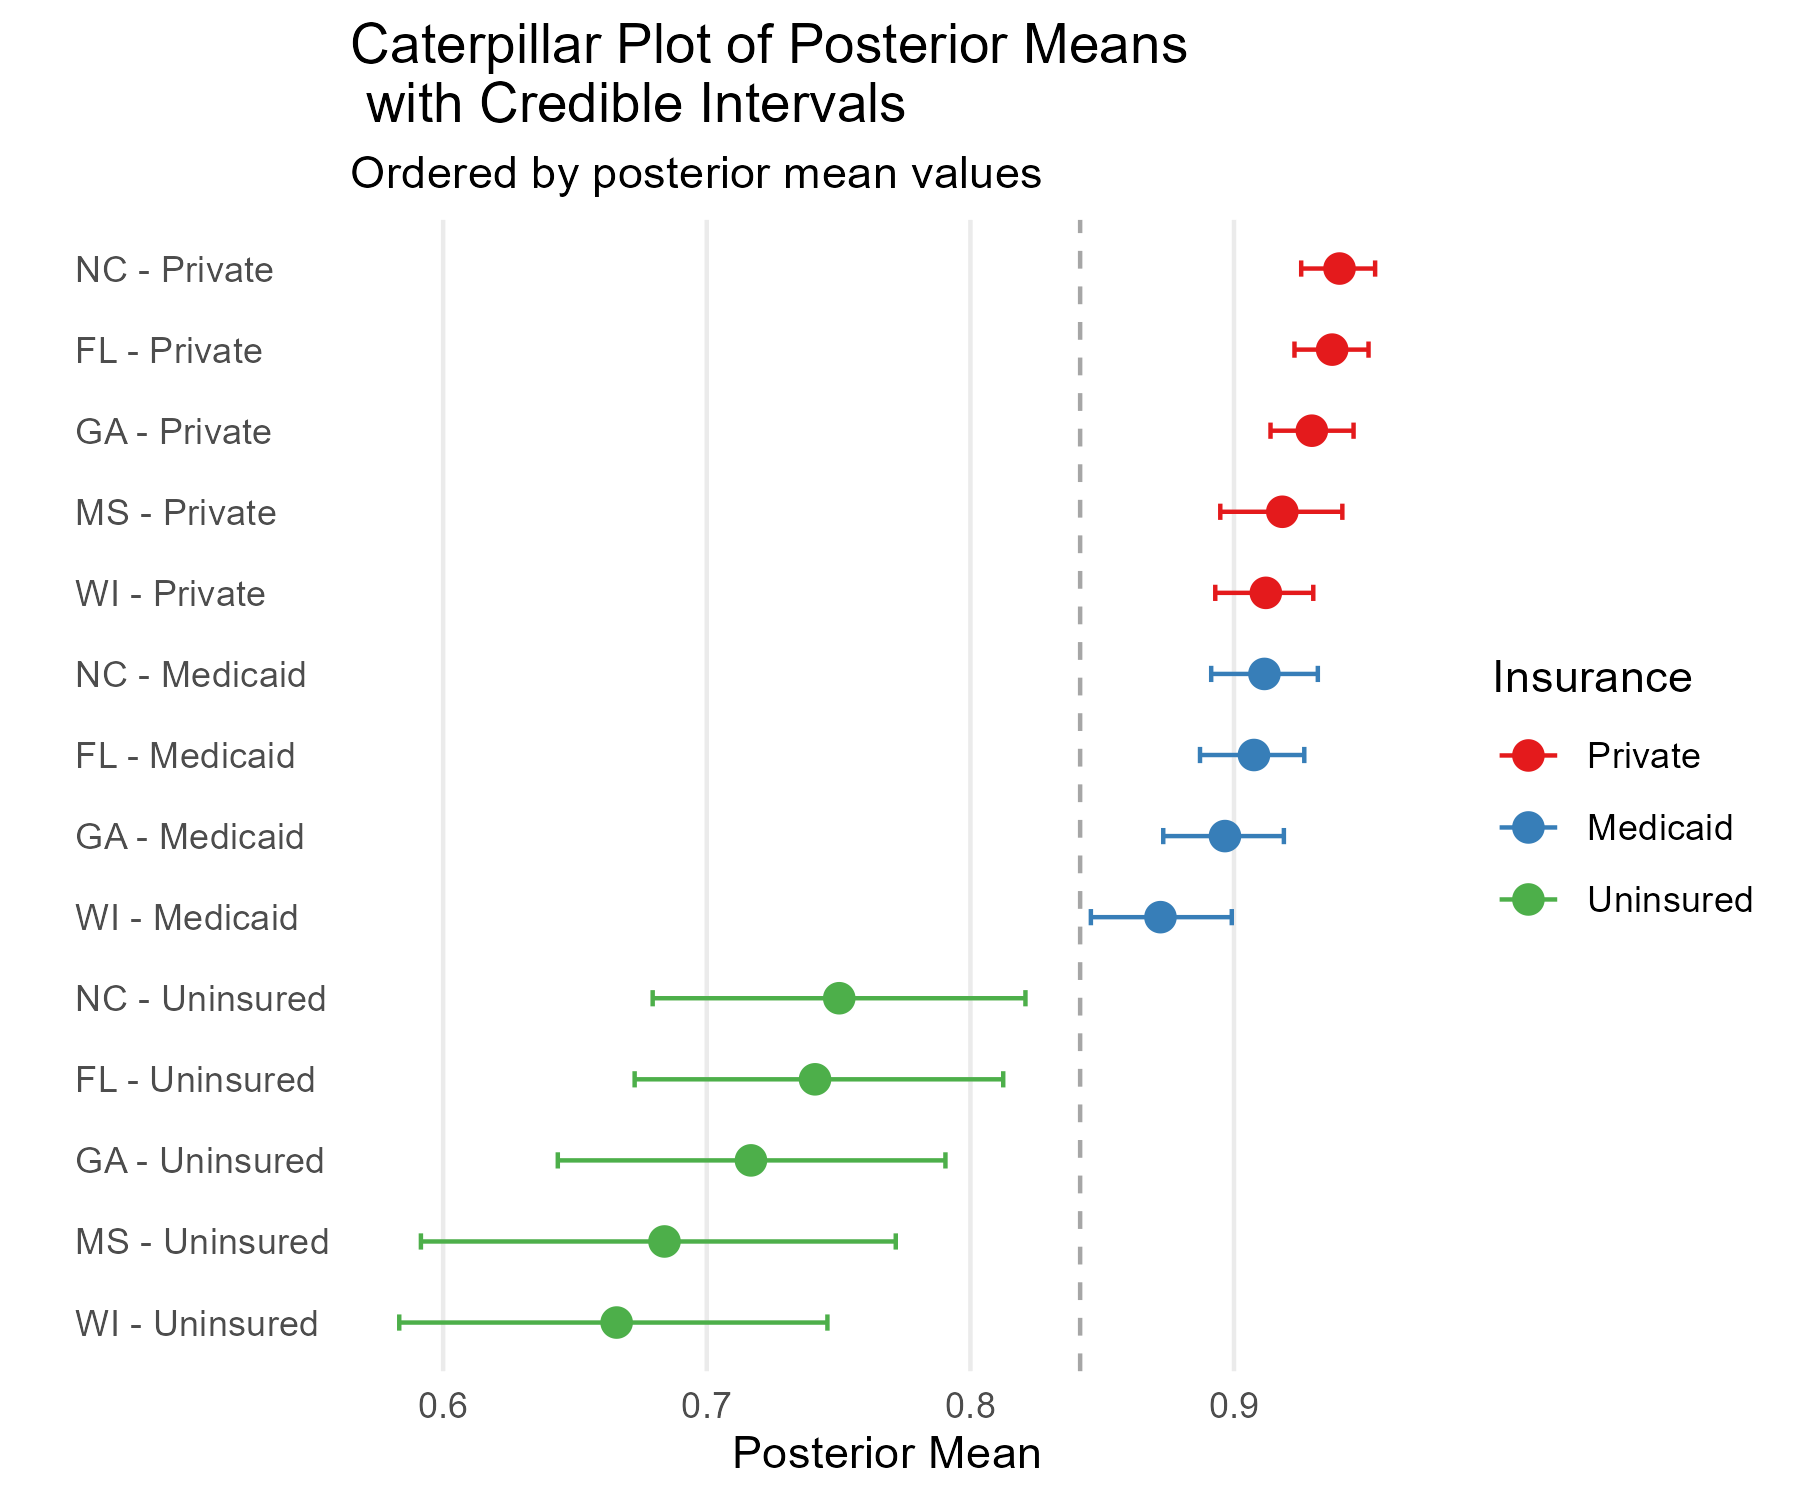 Caterpillar Plot of Posterior Means
with Credible Intervals
Ordered by posterior mean values
NC - Private
FL - Private
GA - Private
MS - Private
WI - Private
NC - Medicaid
FL - Medicaid
GA - Medicaid
WI - Medicaid
NC - Uninsured
FL - Uninsured
GA - Uninsured
MS - Uninsured
WI - Uninsured
0.6 0.7 0.8 0.9
Posterior Mean
Insurance
Private
Medicaid
Uninsured